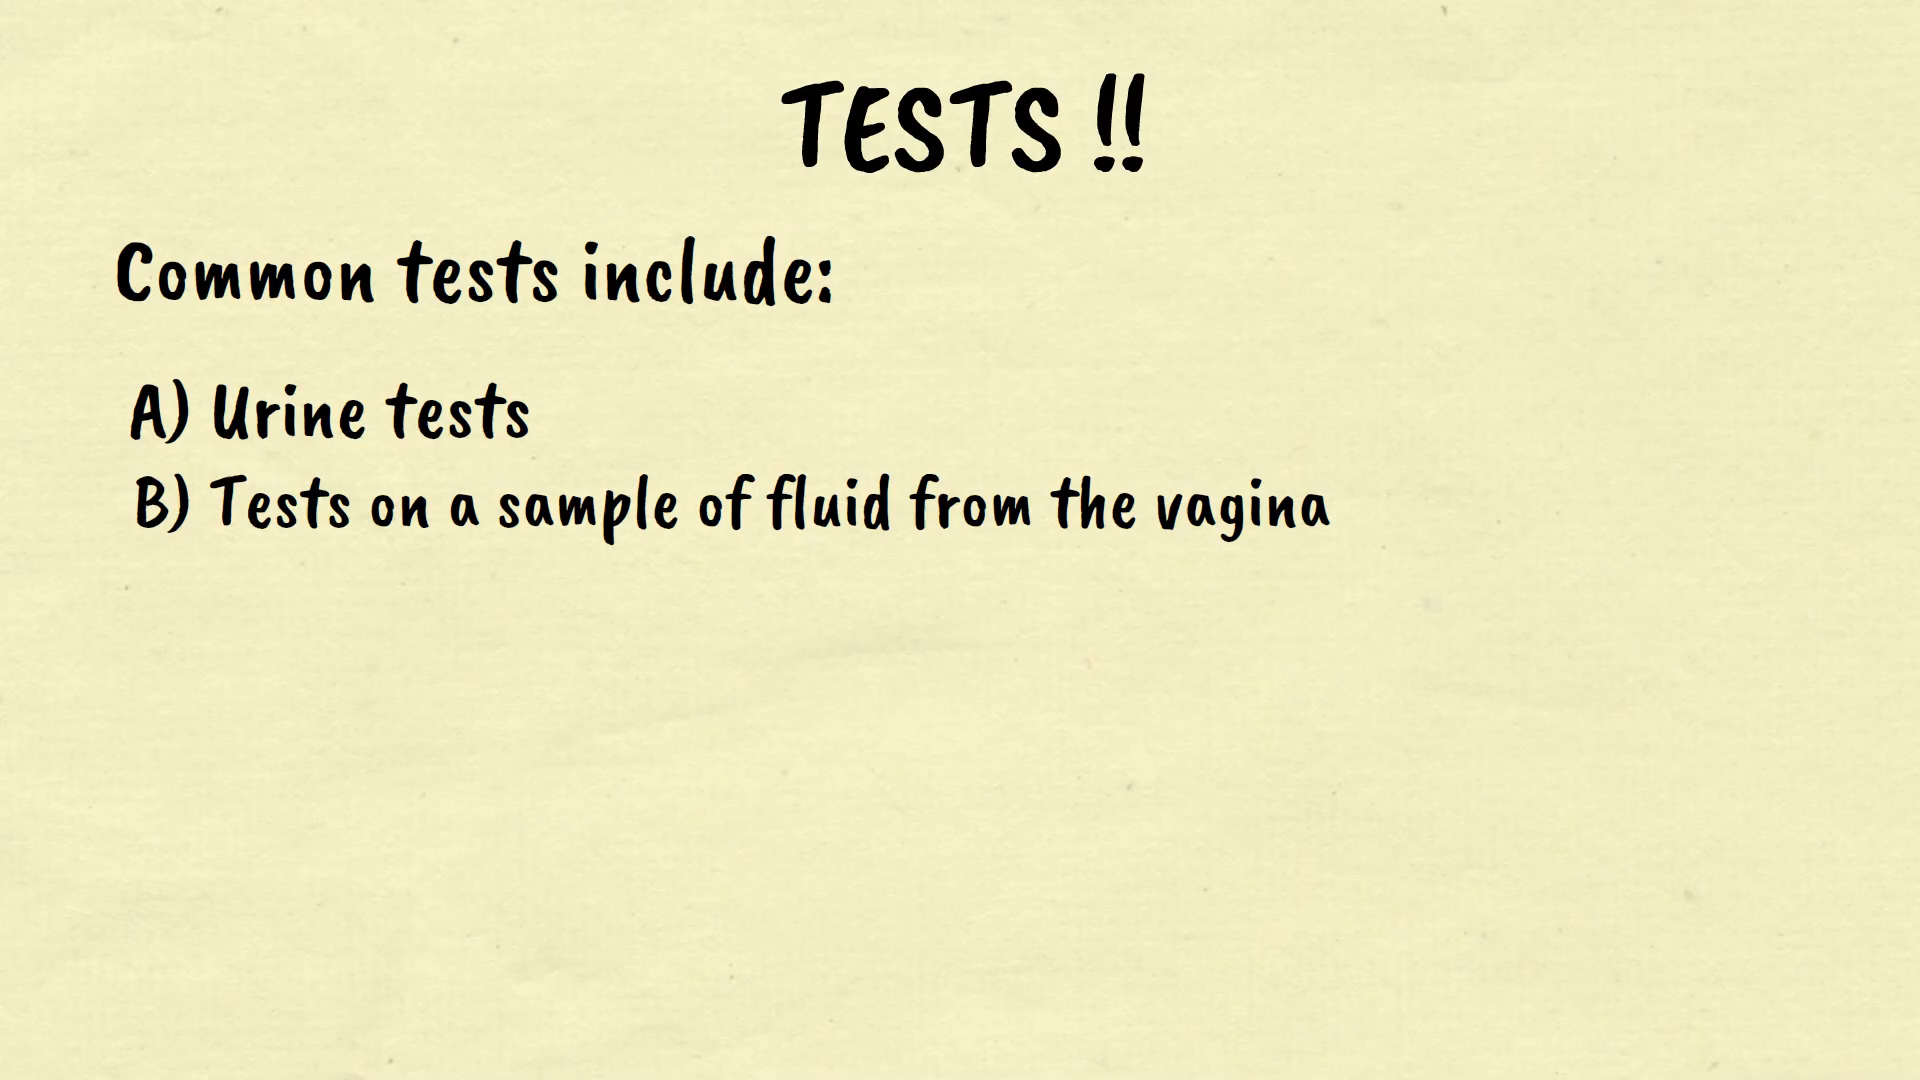 TESTS !!
Common tests include:
A) Urine tests
B) Tests on a sample of fluid from the vagina